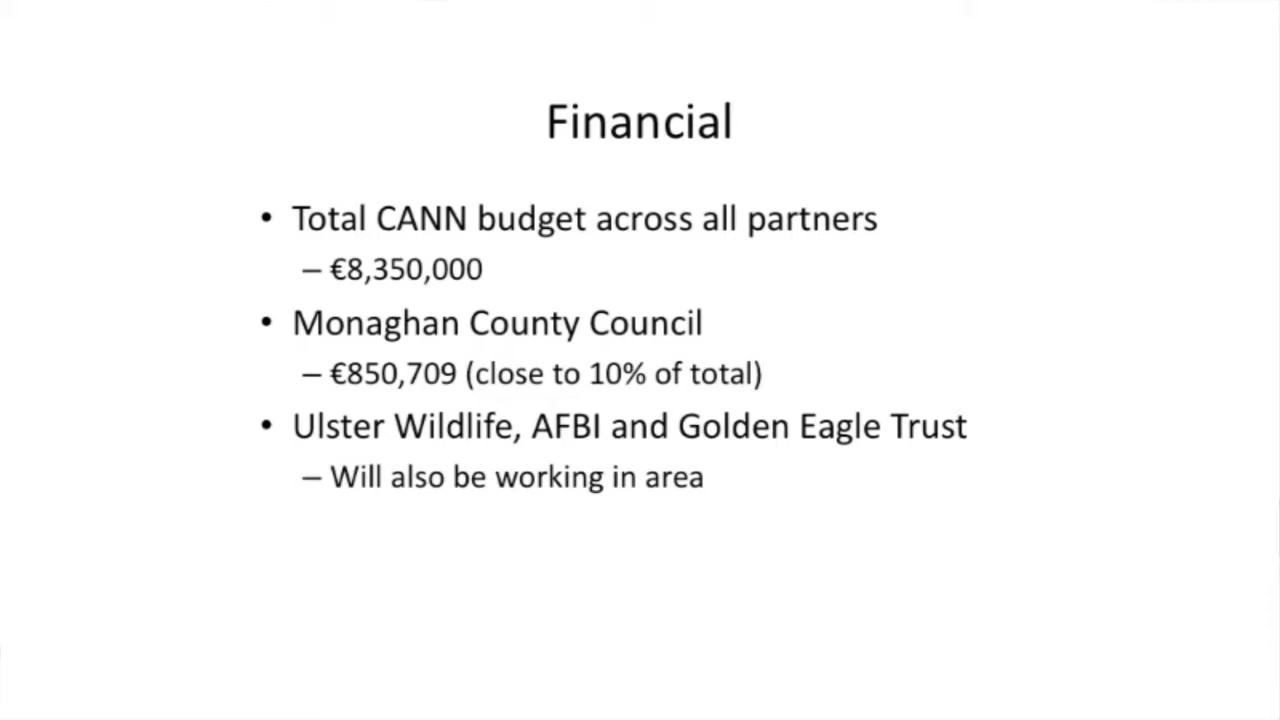 Financial
• Total CANN budget across all partners
– €8,350,000
• Monaghan County Council
– €850,709 (close to 10% of total)
• Ulster Wildlife, AFBI and Golden Eagle Trust
– Will also be working in area